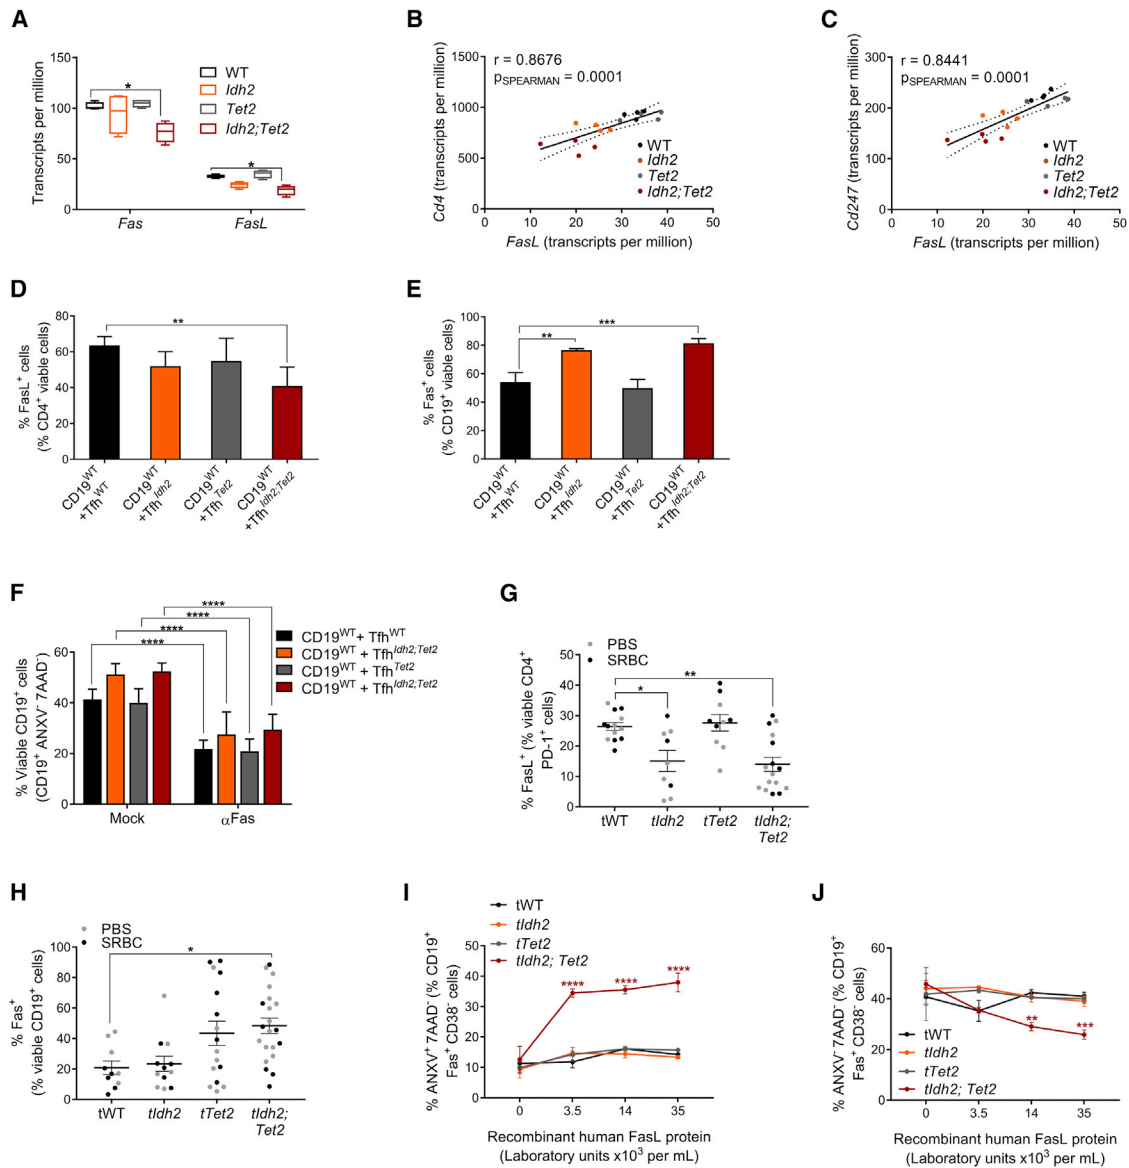 A
Transcripts per million
150
100
50
0
*
*
WT
Idh2
Tet2
Idh2;Tet2
Fas
FasL
B
Cd4 (transcripts per million)
1500
1000
500
0
r = 0.8676
pSPEARMAN = 0.0001
WT
Idh2
Tet2
Idh2;Tet2
0 10 20 30 40 50
FasL (transcripts per million)
C
Cd247 (transcripts per million)
300
200
100
0
r = 0.8441
pSPEARMAN = 0.0001
WT
Idh2
Tet2
Idh2;Tet2
0 10 20 30 40 50
FasL (transcripts per million)
D
% FasL+ cells
(% CD4+ viable cells)
80
60
40
20
0
**
CD19WT
+TfhWT
CD19WT
+TfhIdh2
CD19WT
+TfhTet2
CD19WT
+TfhIdh2;Tet2
E
% Fas+ cells
(% CD19+ viable cells)
100
80
60
40
20
0
**
***
CD19WT
+TfhWT
CD19WT
+TfhIdh2
CD19WT
+TfhTet2
CD19WT
+TfhIdh2;Tet2
F
% Viable CD19+ cells
(CD19+ ANXV- 7AAD-)
60
40
20
0
****
****
****
****
CD19WT + TfhWT
CD19WT + TfhIdh2;Tet2
CD19WT + TfhTet2
CD19WT + TfhIdh2;Tet2
Mock
αFas
G
PBS
SRBC
% FasL+ (% viable CD4+
PD-1+ cells)
50
40
30
20
10
0
*
**
tWT
tIdh2
tTet2
tIdh2;
Tet2
H
PBS
SRBC
% Fas+
(% viable CD19+ cells)
100
80
60
40
20
0
*
tWT
tIdh2
tTet2
tIdh2;
Tet2
I
tWT
tIdh2
tTet2
tIdh2; Tet2
% ANXV+ 7AAD- (% CD19+
Fas+ CD38- cells)
50
40
30
20
10
0
****
****
****
0 3.5 14 35
Recombinant human FasL protein
(Laboratory units x103 per mL)
J
% ANXV- 7AAD- (% CD19+
Fas+ CD38- cells)
60
40
20
0
**
***
tWT
tIdh2
tTet2
tIdh2; Tet2
0 3.5 14 35
Recombinant human FasL protein
(Laboratory units x103 per mL)